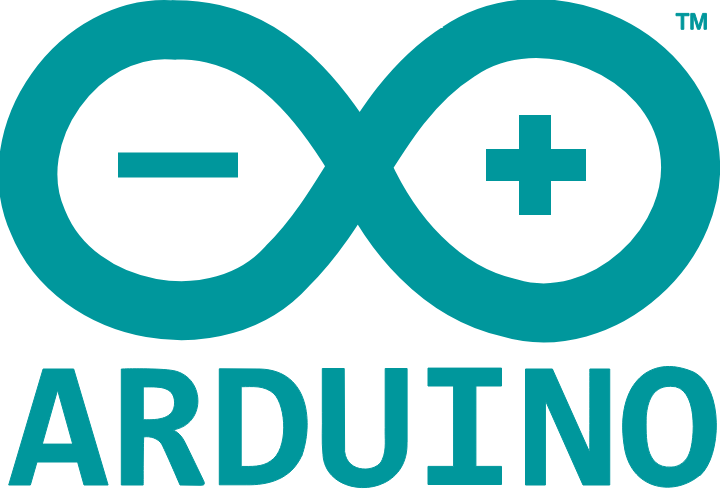 ™
− +
ARDUINO